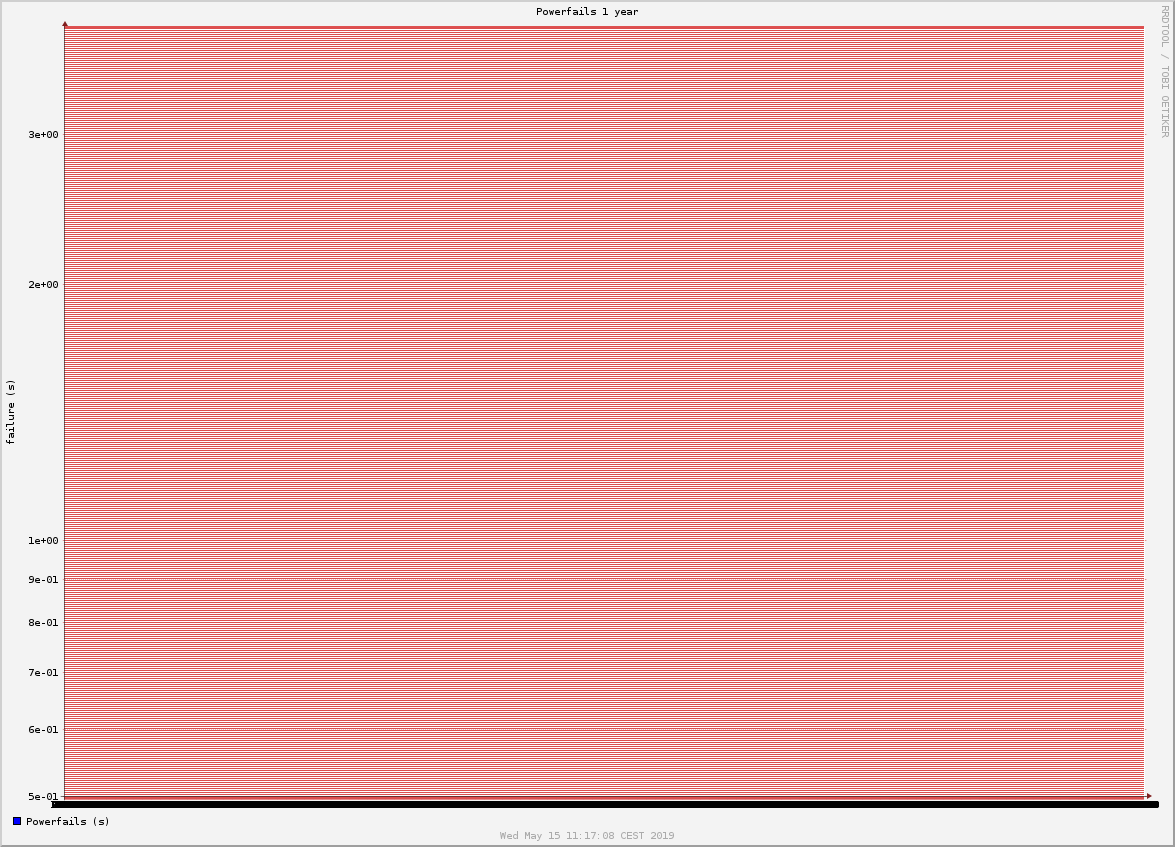 Powerfails 1 year
RRDTOOL / TOBI OETIKER
failure (s)
3e+00
2e+00
1e+00
9e-01
8e-01
7e-01
6e-01
5e-01
Powerfails (s)
Wed May 15 11:17:08 CEST 2019